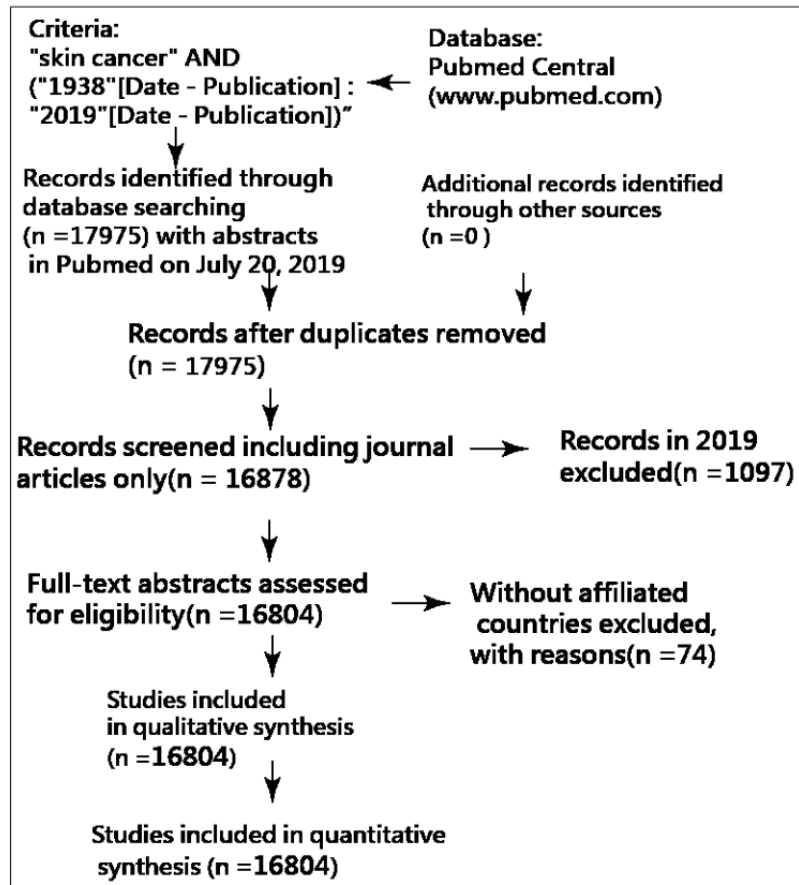 Criteria:
"skin cancer" AND
("1938"[Date - Publication] :
"2019"[Date - Publication])”
Database:
Pubmed Central
(www.pubmed.com)
Records identified through
database searching
(n =17975) with abstracts
in Pubmed on July 20, 2019
Additional records identified
through other sources
(n =0 )
Records after duplicates removed
(n = 17975)
Records screened including journal
articles only(n = 16878)
Records in 2019
excluded(n =1097)
Full-text abstracts assessed
for eligibility(n =16804)
Without affiliated
countries excluded,
with reasons(n =74)
Studies included
in qualitative synthesis
(n =16804)
Studies included in quantitative
synthesis (n =16804)